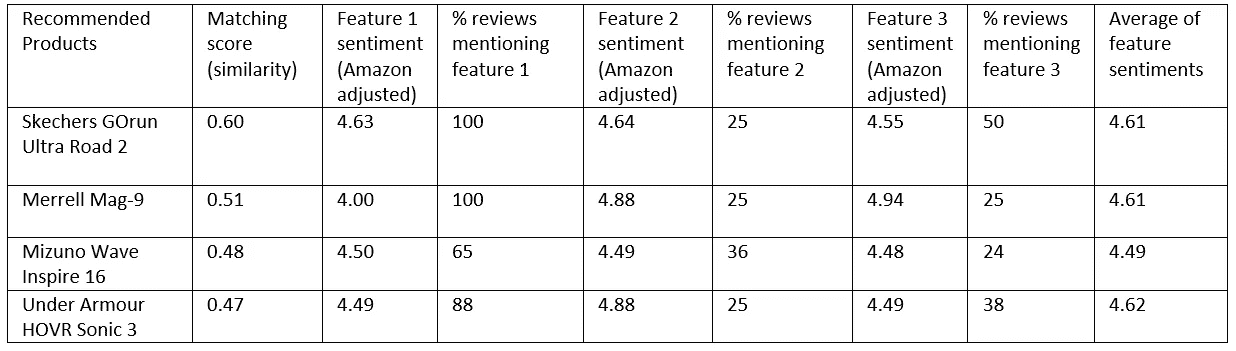 Recommended Products | Matching score (similarity) | Feature 1 sentiment (Amazon adjusted) | % reviews mentioning feature 1 | Feature 2 sentiment (Amazon adjusted) | % reviews mentioning feature 2 | Feature 3 sentiment (Amazon adjusted) | % reviews mentioning feature 3 | Average of feature sentiments
Skechers GOrun Ultra Road 2 | 0.60 | 4.63 | 100 | 4.64 | 25 | 4.55 | 50 | 4.61
Merrell Mag-9 | 0.51 | 4.00 | 100 | 4.88 | 25 | 4.94 | 25 | 4.61
Mizuno Wave Inspire 16 | 0.48 | 4.50 | 65 | 4.49 | 36 | 4.48 | 24 | 4.49
Under Armour HOVR Sonic 3 | 0.47 | 4.49 | 88 | 4.88 | 25 | 4.49 | 38 | 4.62